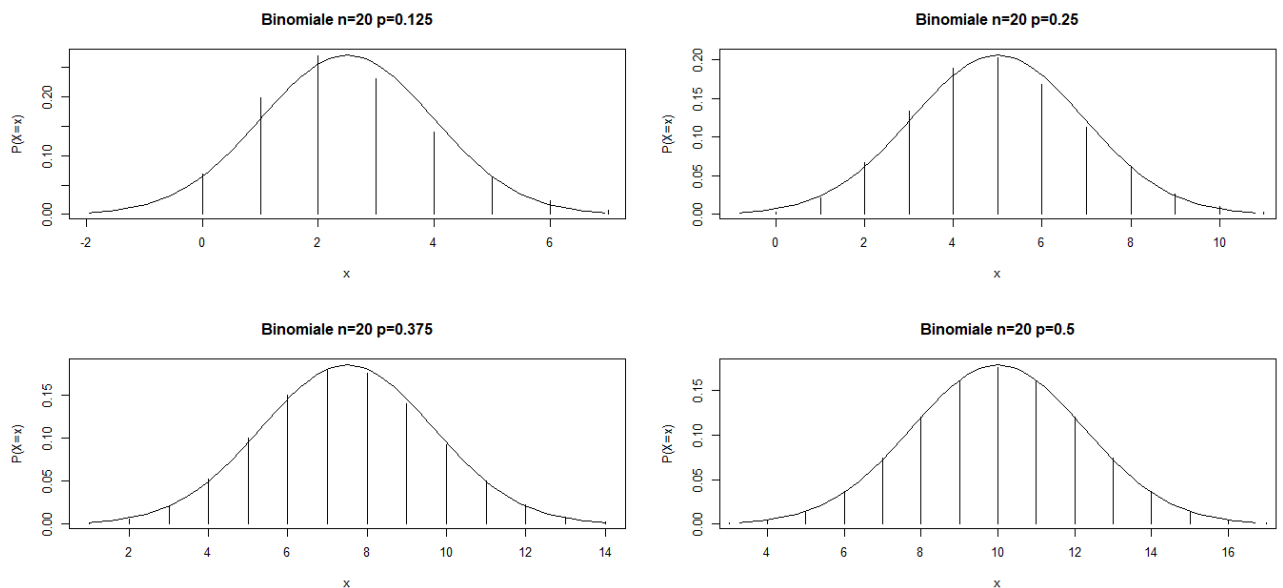 Binomiale n=20 p=0.125
P(X=x)
0.00 0.10 0.20
-2 0 2 4 6
x
Binomiale n=20 p=0.25
P(X=x)
0.00 0.05 0.10 0.15 0.20
0 2 4 6 8 10
x
Binomiale n=20 p=0.375
P(X=x)
0.00 0.05 0.10 0.15
2 4 6 8 10 12 14
x
Binomiale n=20 p=0.5
P(X=x)
0.00 0.05 0.10 0.15
4 6 8 10 12 14 16
x